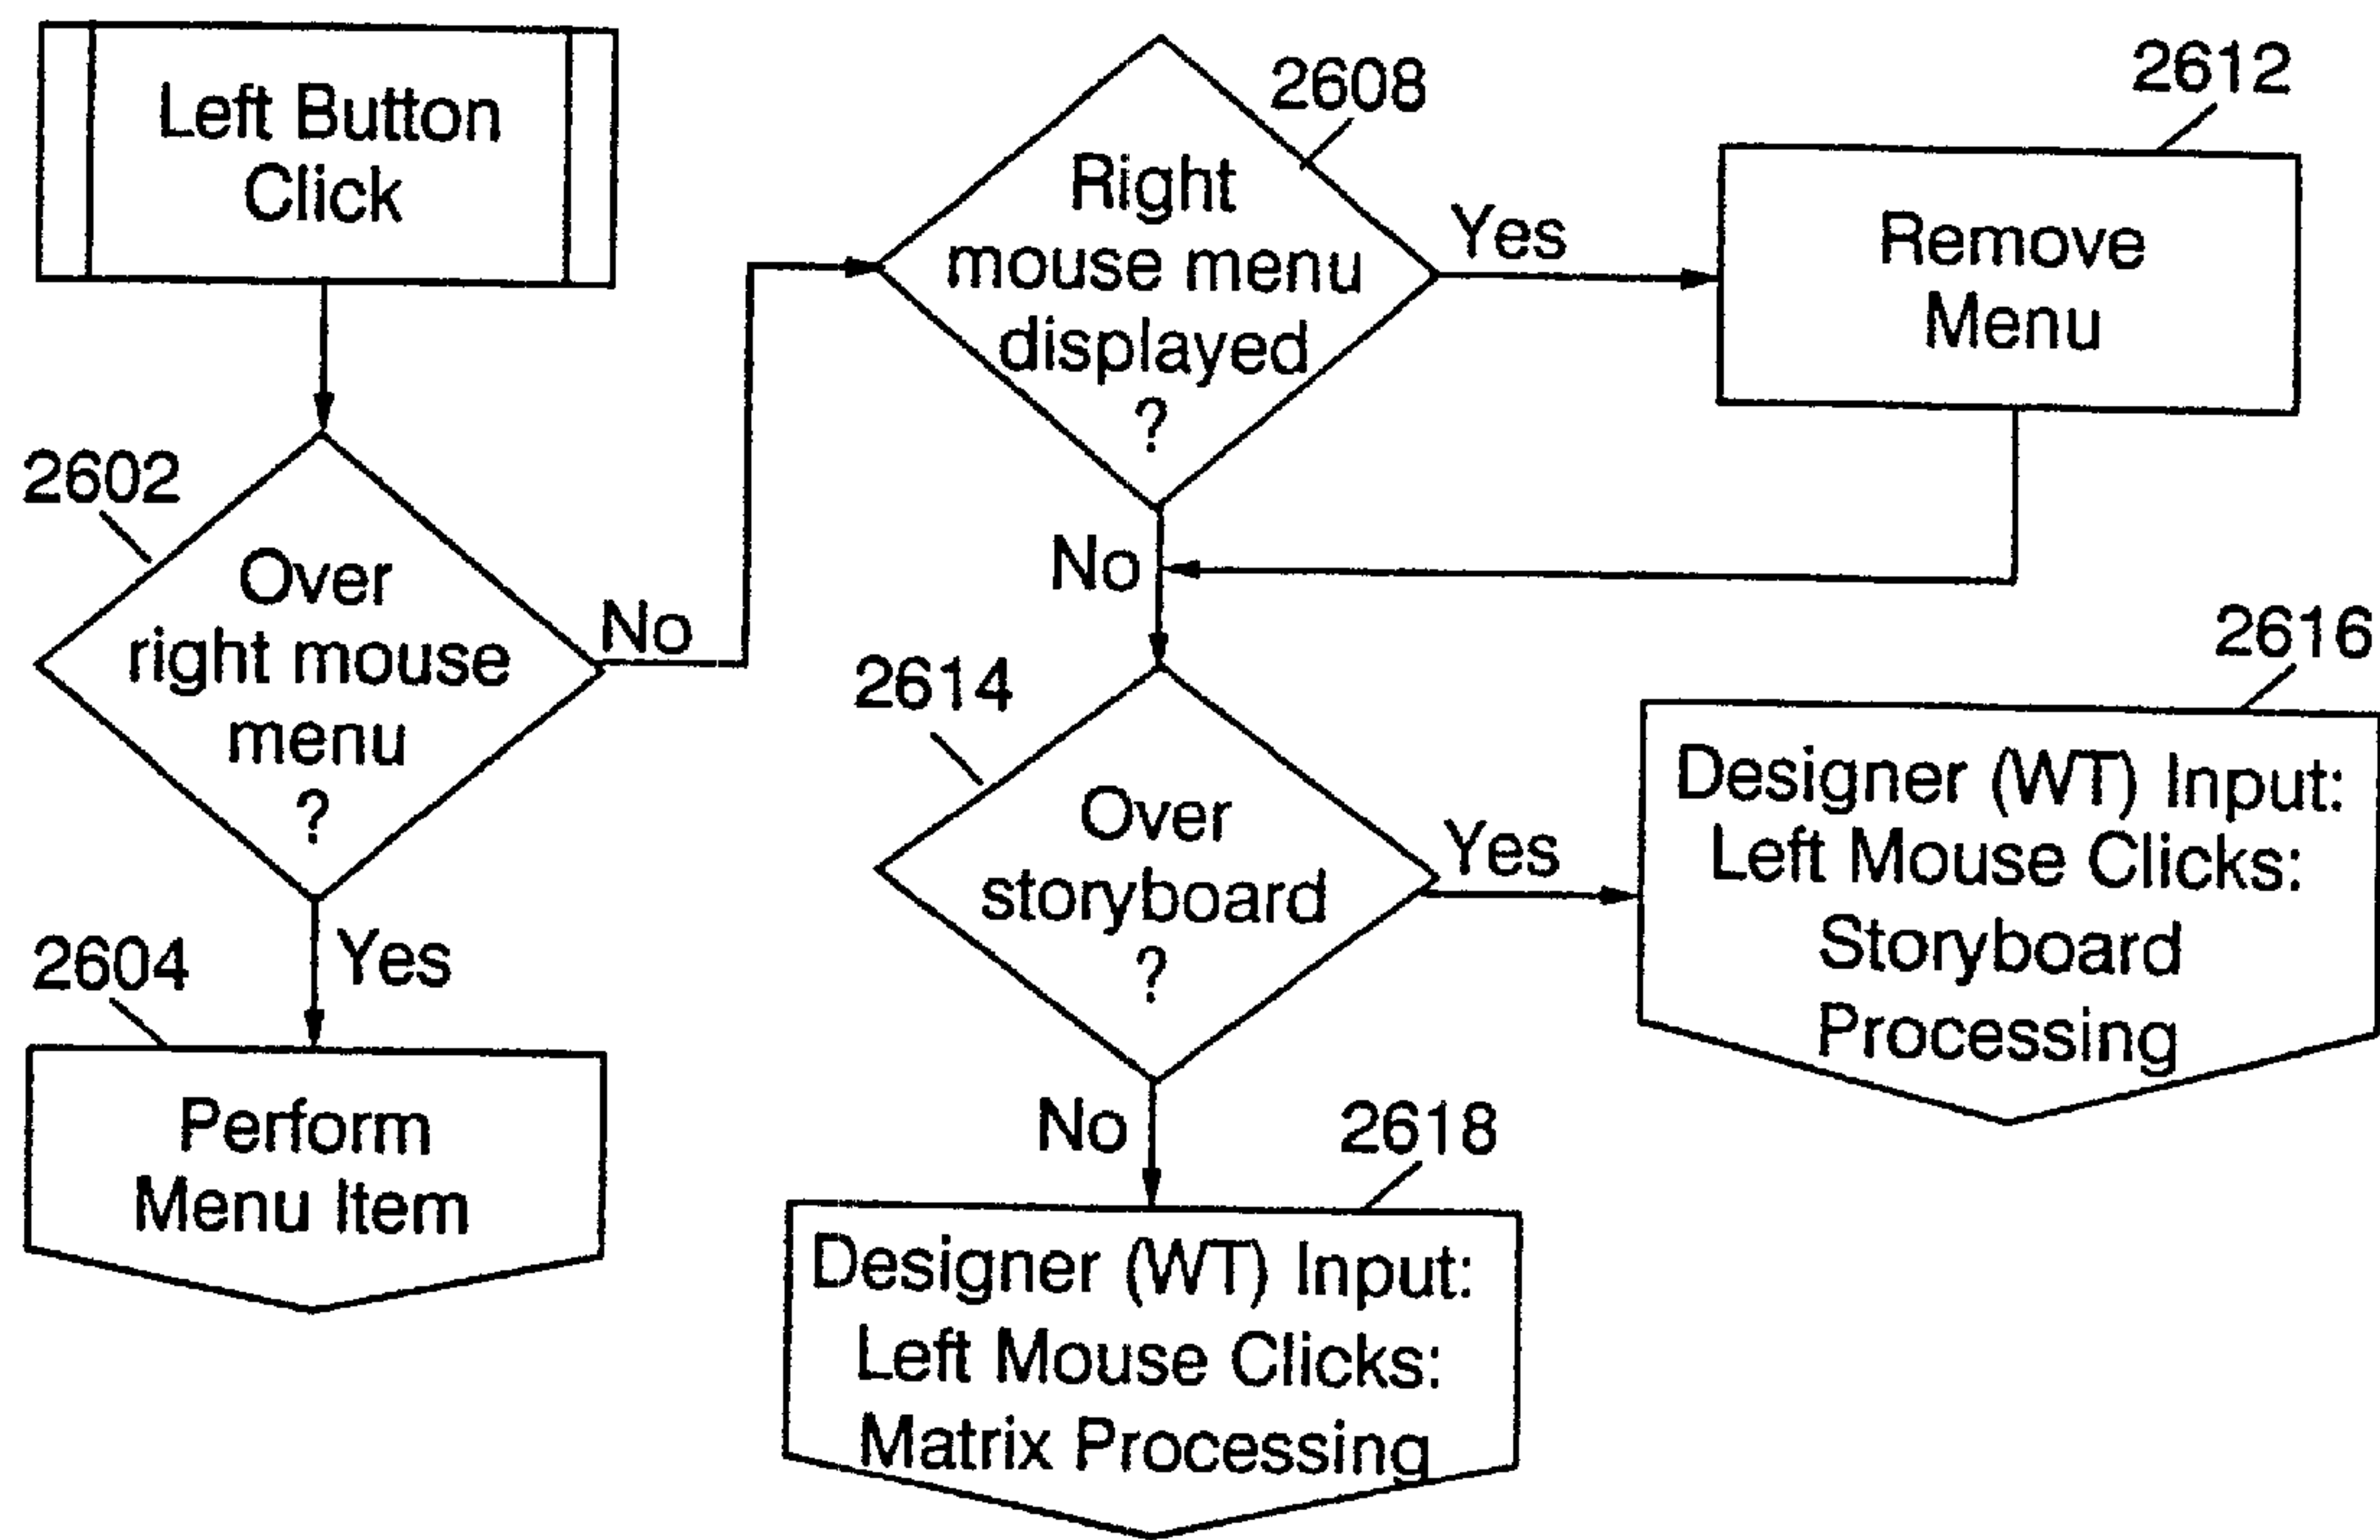 Left Button
Click
2602
Over
right mouse
menu
?
No
Yes
2604
Perform
Menu Item
2608
Right
mouse menu
displayed
?
Yes
No
2612
Remove
Menu
2614
Over
storyboard
?
Yes
No
2616
Designer (WT) Input:
Left Mouse Clicks:
Storyboard
Processing
2618
Designer (WT) Input:
Left Mouse Clicks:
Matrix Processing